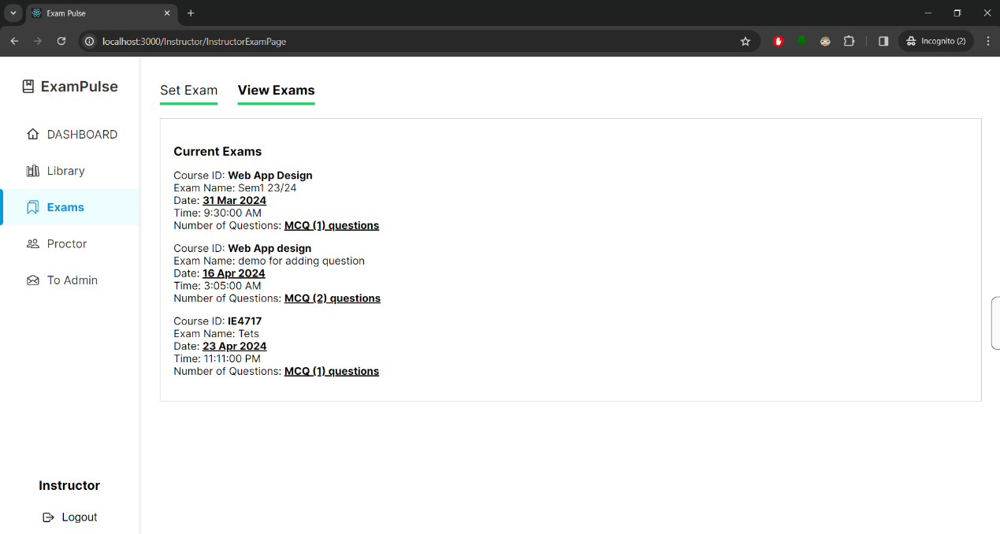 Exam Pulse
localhost:3000/Instructor/InstructorExamPage
Incognito (2)
ExamPulse
DASHBOARD
Library
Exams
Proctor
To Admin
Instructor
Logout
Set Exam View Exams
Current Exams
Course ID: Web App Design
Exam Name: Sem1 23/24
Date: 31 Mar 2024
Time: 9:30:00 AM
Number of Questions: MCQ (1) questions
Course ID: Web App design
Exam Name: demo for adding question
Date: 16 Apr 2024
Time: 3:05:00 AM
Number of Questions: MCQ (2) questions
Course ID: IE4717
Exam Name: Tets
Date: 23 Apr 2024
Time: 11:11:00 PM
Number of Questions: MCQ (1) questions